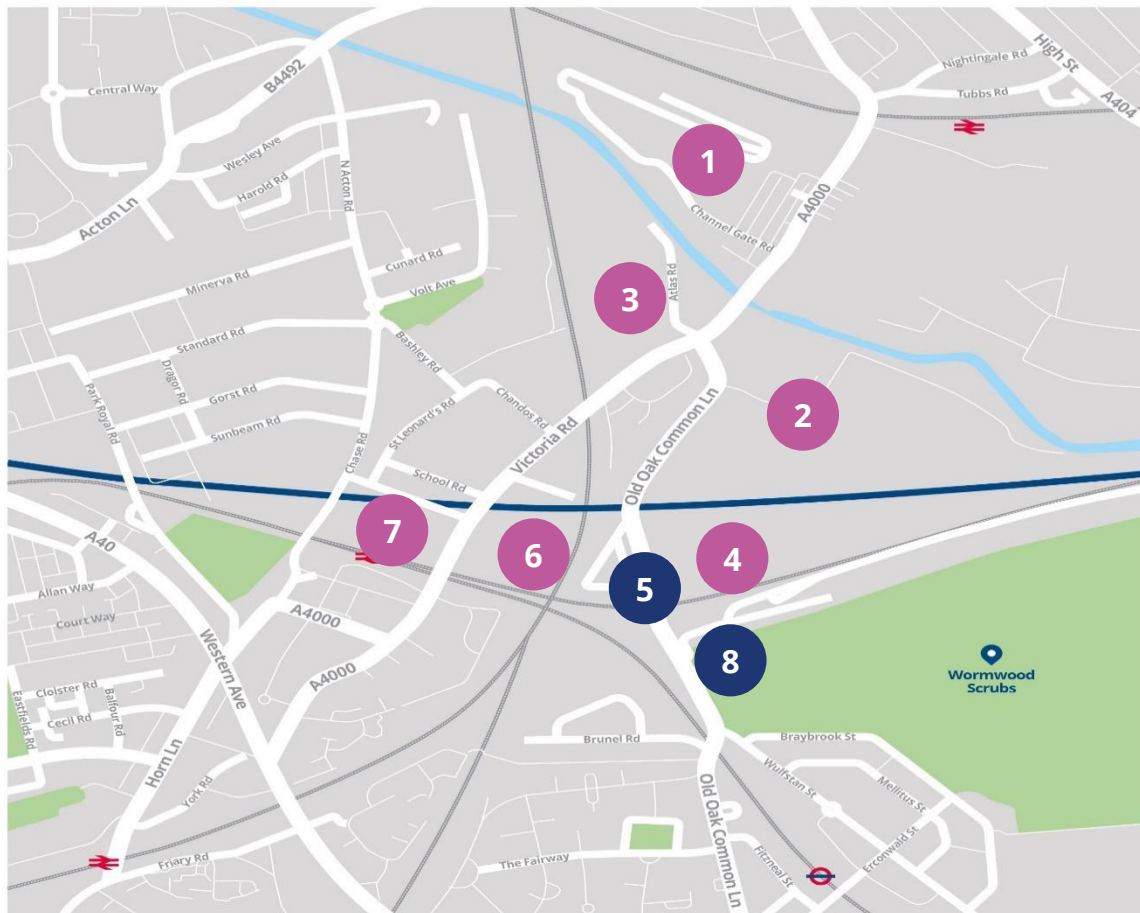 B4492
Central Way
High St
Nightingale Rd
Tubbs Rd
A404
Wesley Ave
N Acton Rd
Harold Rd
1
Acton Ln
A4000
Channel Gate Rd
Cunard Rd
Minerva Rd
Volt Ave
3
Atlas Rd
Standard Rd
Bashley Rd
Dragor Rd
Park Royal Rd
Gorst Rd
Chandos Rd
St Leonard's Rd
Old Oak Common Ln
2
Sunbeam Rd
Victoria Rd
Chase Rd
School Rd
7
A40
6
4
5
Allan Way
A4000
Court Way
Western Ave
8
Wormwood
Scrubs
A4000
Cloister Rd
Balfour Rd
Eastfields Rd
Cecil Rd
Horn Ln
Brunel Rd
Braybrook St
Wulfstan St
Mellitus St
York Rd
Old Oak Common Ln
Erconwald St
Friary Rd
The Fairway
Fitzneal St